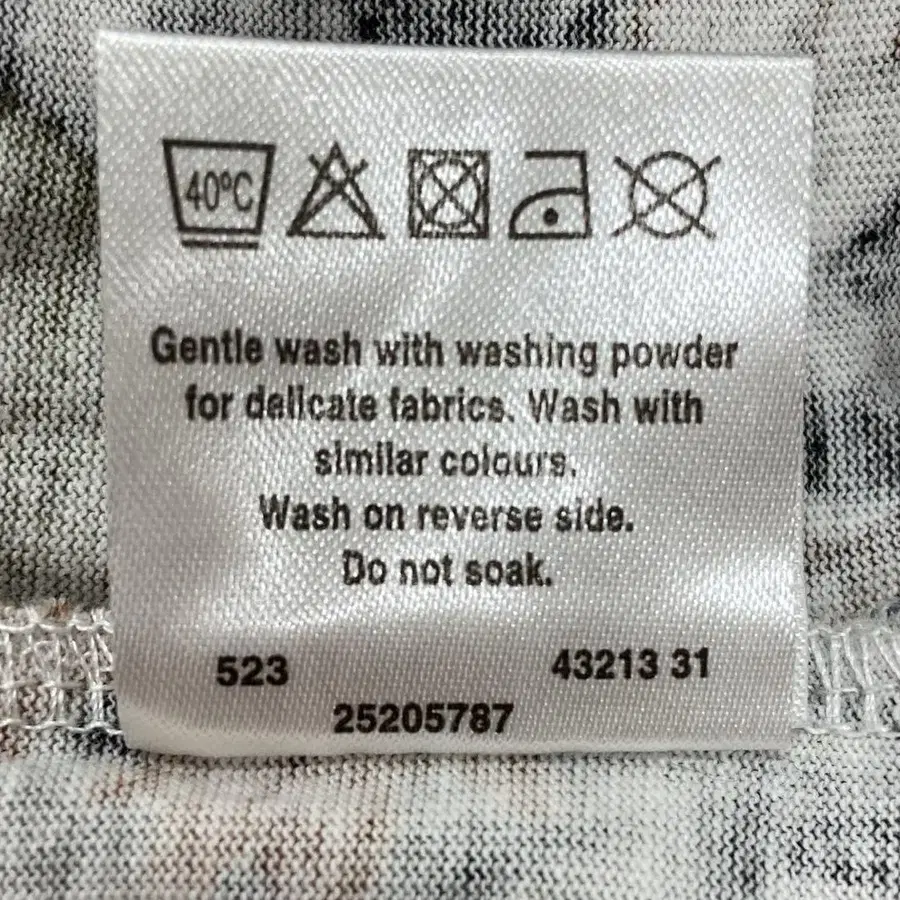 40ºC
Gentle wash with washing powder
for delicate fabrics. Wash with
similar colours.
Wash on reverse side.
Do not soak.
523 43213 31
25205787